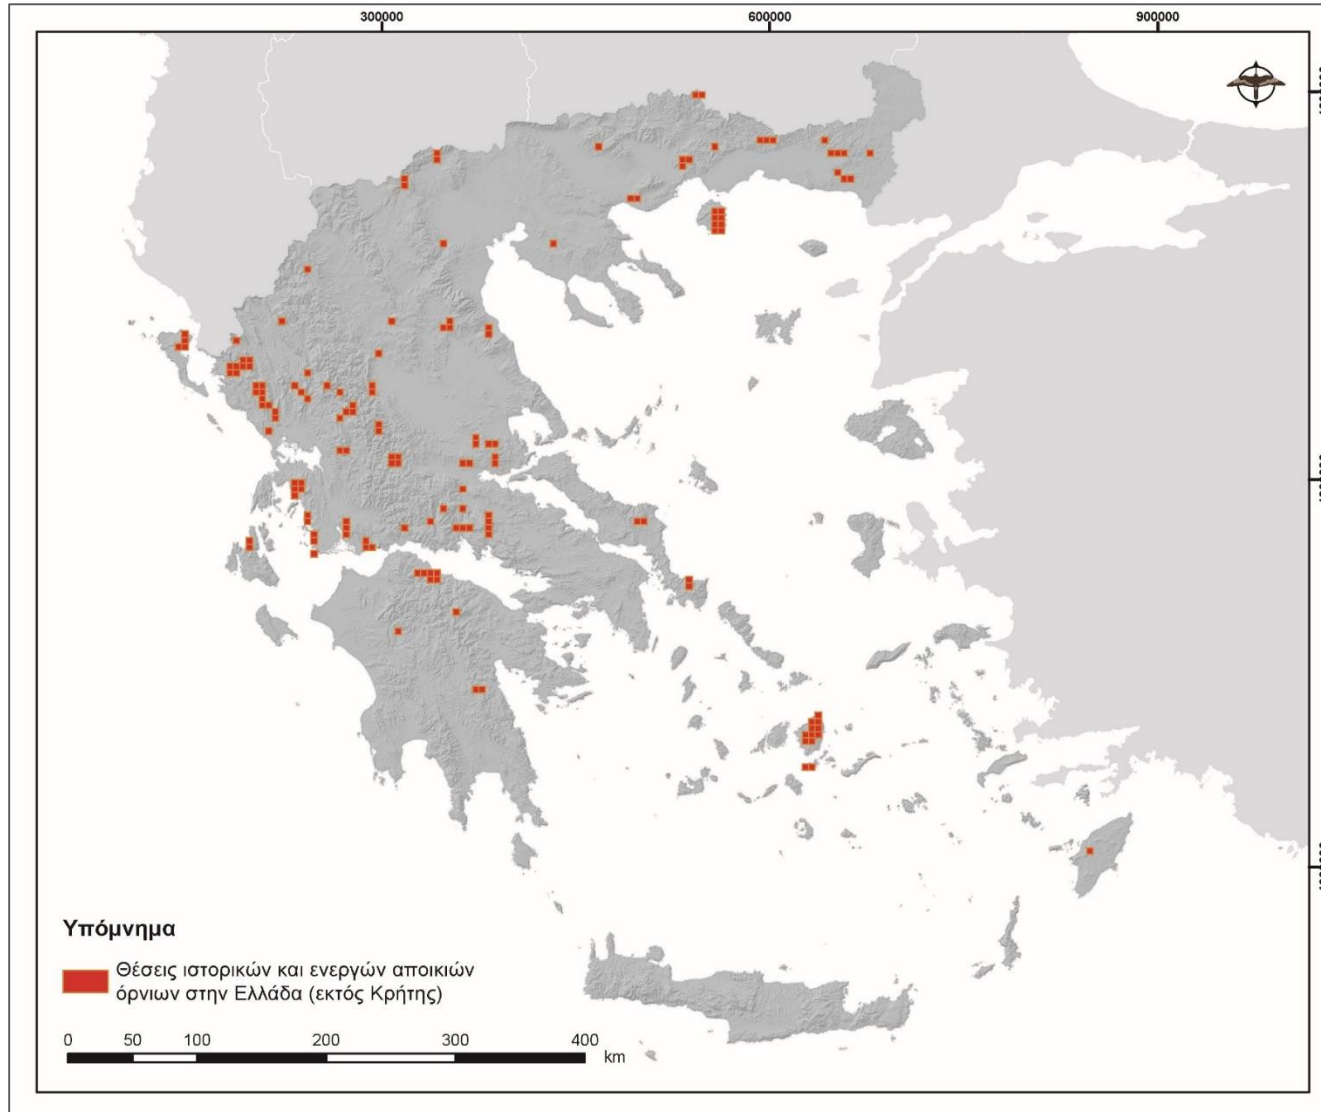 300000
600000
900000
Υπόμνημα
Θέσεις ιστορικών και ενεργών αποικιών
όρνιων στην Ελλάδα (εκτός Κρήτης)
0 50 100 200 300 400
km